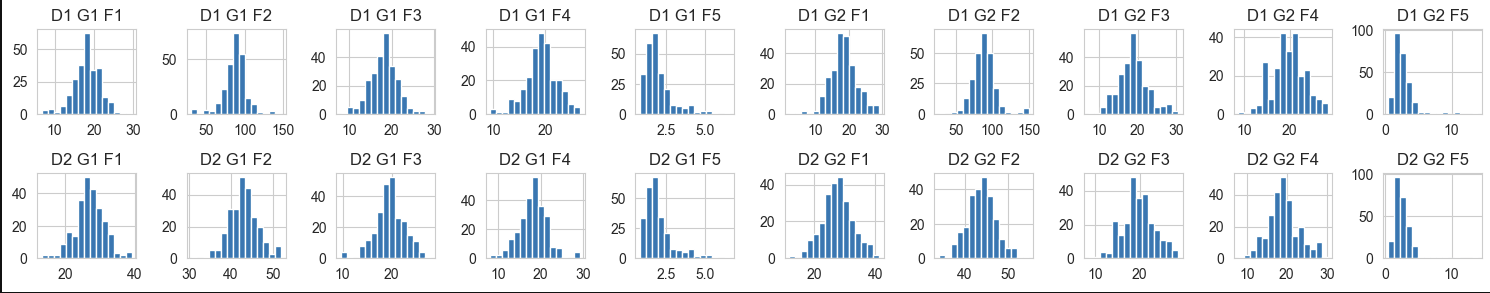 D1 G1 F1 D1 G1 F2 D1 G1 F3 D1 G1 F4 D1 G1 F5 D1 G2 F1 D1 G2 F2 D1 G2 F3 D1 G2 F4 D1 G2 F5
50 25 0 50 0 40 20 0 40 20 0 50 25 0 40 20 0 50 25 0 40 20 0 40 20 0 100 50 0
10 20 30 50 100 150 10 20 30 10 20 2.5 5.0 10 20 30 50 100 150 10 20 30 10 20 0 10
D2 G1 F1 D2 G1 F2 D2 G1 F3 D2 G1 F4 D2 G1 F5 D2 G2 F1 D2 G2 F2 D2 G2 F3 D2 G2 F4 D2 G2 F5
40 20 0 40 20 0 40 20 0 40 20 0 50 25 0 40 20 0 40 20 0 40 20 0 40 20 0 100 50 0
20 40 30 40 50 10 20 10 20 30 2.5 5.0 20 30 40 40 50 10 20 10 20 30 0 10